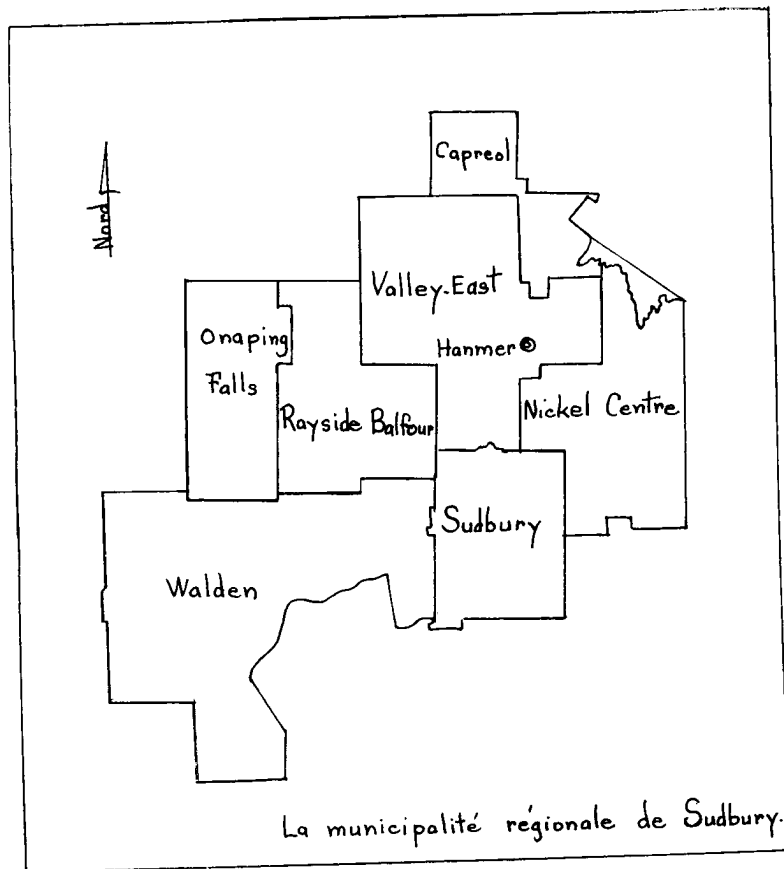 Capreol
Nord
Valley-East
Onaping
Falls
Hanmer
Rayside Balfour
Nickel Centre
Sudbury
Walden
La municipalité régionale de Sudbury.